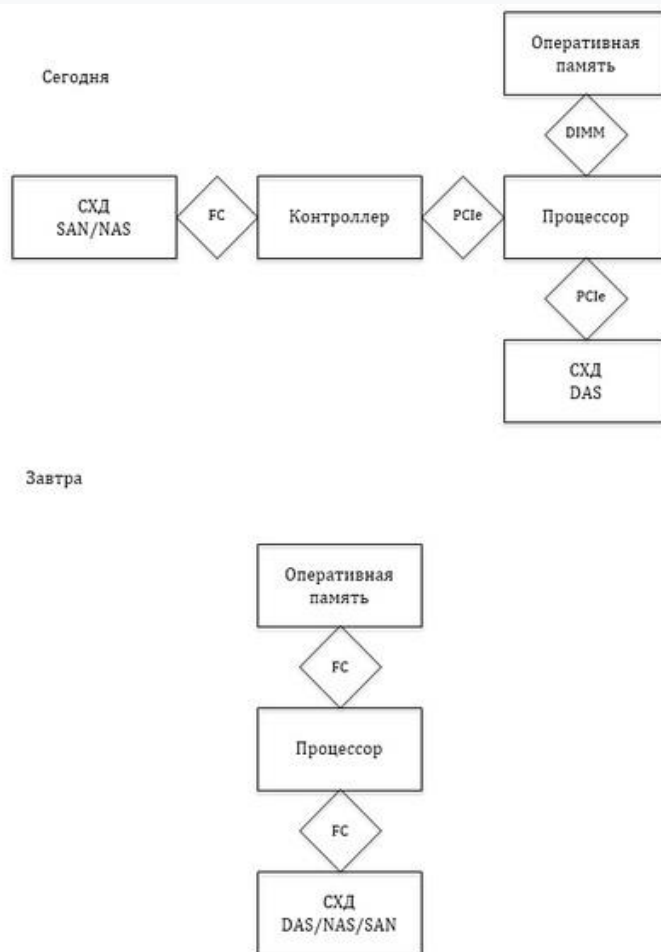 Оперативная
память
Сегодня
DIMM
СХД
SAN/NAS
FC
Контроллер
PCIe
Процессор
PCIe
СХД
DAS
Завтра
Оперативная
память
FC
Процессор
FC
СХД
DAS/NAS/SAN